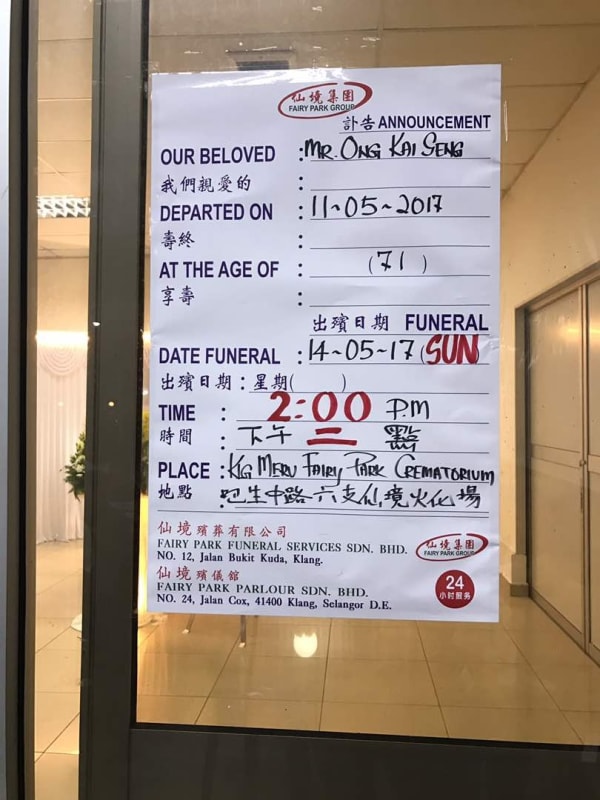 仙境集團
FAIRY PARK GROUP
訃告 ANNOUNCEMENT
OUR BELOVED : MR. ONG KAI SENG
我們親愛的 :
DEPARTED ON : 11-05-2017
壽終
AT THE AGE OF : (71)
享壽 :
出殯日期 FUNERAL
DATE FUNERAL : 14-05-17 (SUN)
出殯日期 : 星期( )
TIME : 2:00 P.M
時間 : 下午 二 點
PLACE : KLG MERU FAIRY PARK CREMATORIUM
地點 : 巴生中路六支仙境火化場
仙境殯葬有限公司
FAIRY PARK FUNERAL SERVICES SDN. BHD.
NO. 12, Jalan Bukit Kuda, Klang.
仙境集團
FAIRY PARK GROUP
仙境殯儀館
FAIRY PARK PARLOUR SDN. BHD.
NO. 24, Jalan Cox, 41400 Klang, Selangor D.E.
24
小时服务